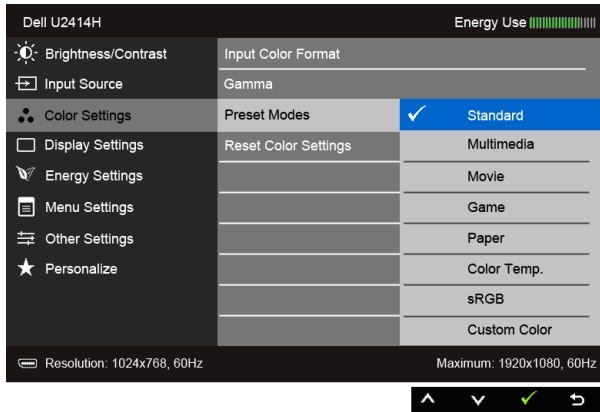 Dell U2414H Energy Use
Brightness/Contrast Input Color Format
Input Source Gamma
Color Settings Preset Modes Standard
Display Settings Reset Color Settings Multimedia
Energy Settings Movie
Menu Settings Game
Other Settings Paper
Personalize Color Temp.
sRGB
Custom Color
Resolution: 1024x768, 60Hz Maximum: 1920x1080, 60Hz